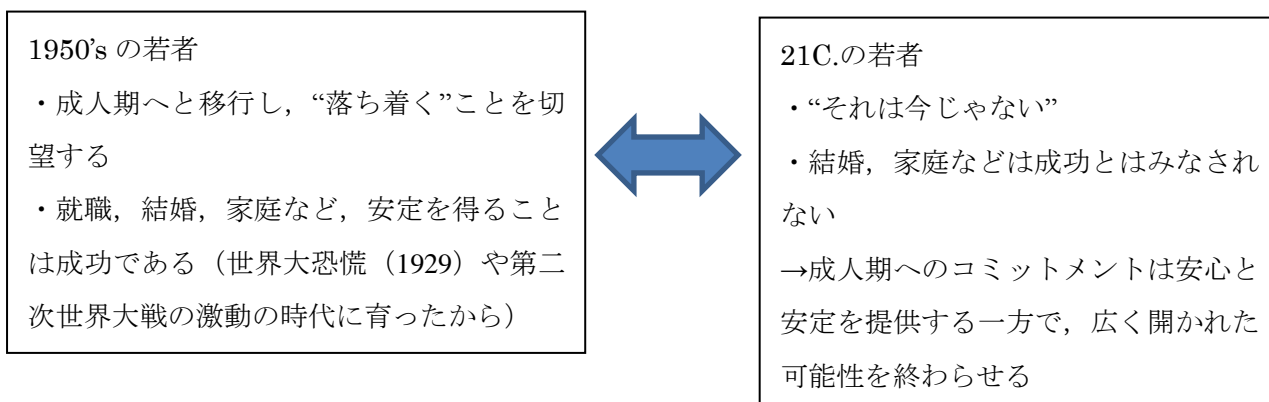 1950’s の若者
・成人期へと移行し，“落ち着く”ことを切
望する
・就職，結婚，家庭など，安定を得ること
は成功である（世界大恐慌（1929）や第二
次世界大戦の激動の時代に育ったから）
21C.の若者
・“それは今じゃない”
・結婚，家庭などは成功とはみなされ
ない
→成人期へのコミットメントは安心と
安定を提供する一方で，広く開かれた
可能性を終わらせる